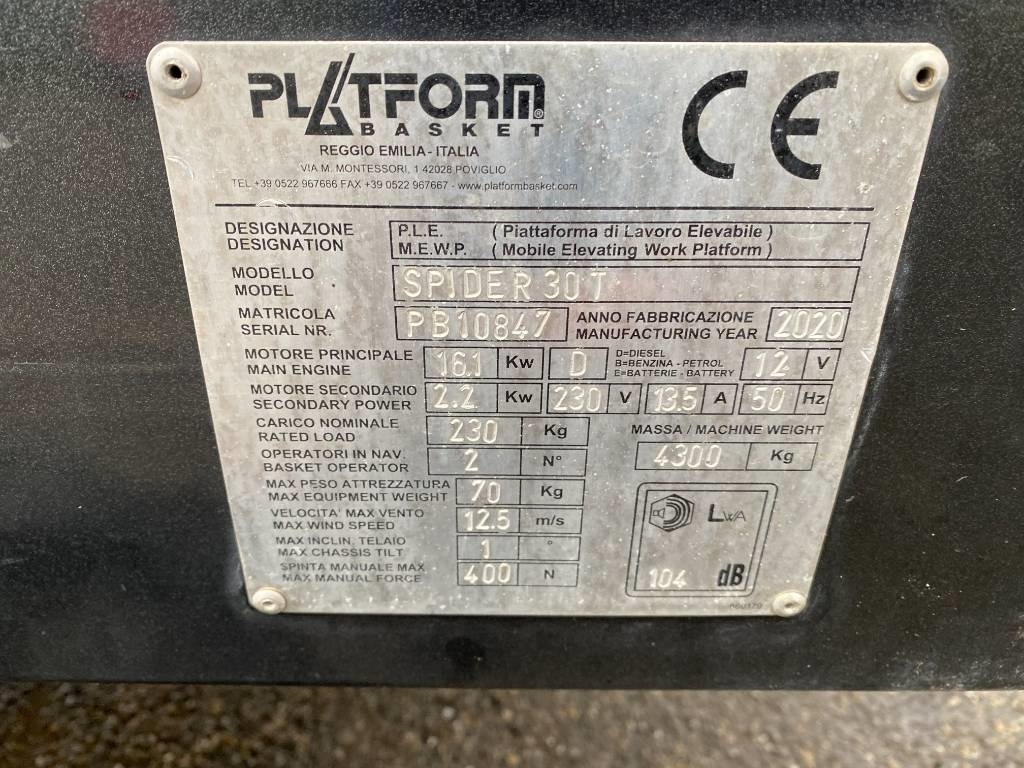 PLATFORM®
BASKET
REGGIO EMILIA - ITALIA
VIA M. MONTESSORI, 1 42028 POVIGLIO
TEL +39 0522 967666 FAX +39 0522 967667 - www.platformbasket.com
CE
DESIGNAZIONE P.L.E. ( Piattaforma di Lavoro Elevabile )
DESIGNATION M.E.W.P. ( Mobile Elevating Work Platform )
MODELLO
MODEL SPIDER 30T
MATRICOLA ANNO FABBRICAZIONE
SERIAL NR. PB10847 MANUFACTURING YEAR 2020
MOTORE PRINCIPALE D=DIESEL
MAIN ENGINE 16.1 Kw D B=BENZINA - PETROL 12 V
E=BATTERIE - BATTERY
MOTORE SECONDARIO
SECONDARY POWER 2.2 Kw 230 V 13.5 A 50 Hz
CARICO NOMINALE MASSA / MACHINE WEIGHT
RATED LOAD 230 Kg
4300 Kg
OPERATORI IN NAV.
BASKET OPERATOR 2 N°
MAX PESO ATTREZZATURA
MAX EQUIPMENT WEIGHT 70 Kg
VELOCITA' MAX VENTO
MAX WIND SPEED 12.5 m/s
LWA
MAX INCLIN. TELAIO
MAX CHASSIS TILT 1 °
SPINTA MANUALE MAX
MAX MANUAL FORCE 400 N
104 dB